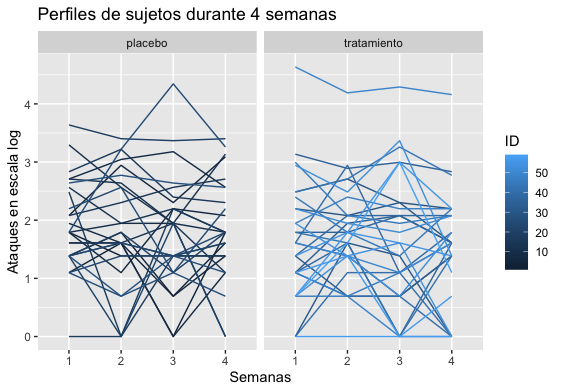 Perfiles de sujetos durante 4 semanas
placebo
tratamiento
Ataques en escala log
4
3
2
1
0
1 2 3 4
1 2 3 4
Semanas
ID
50
40
30
20
10